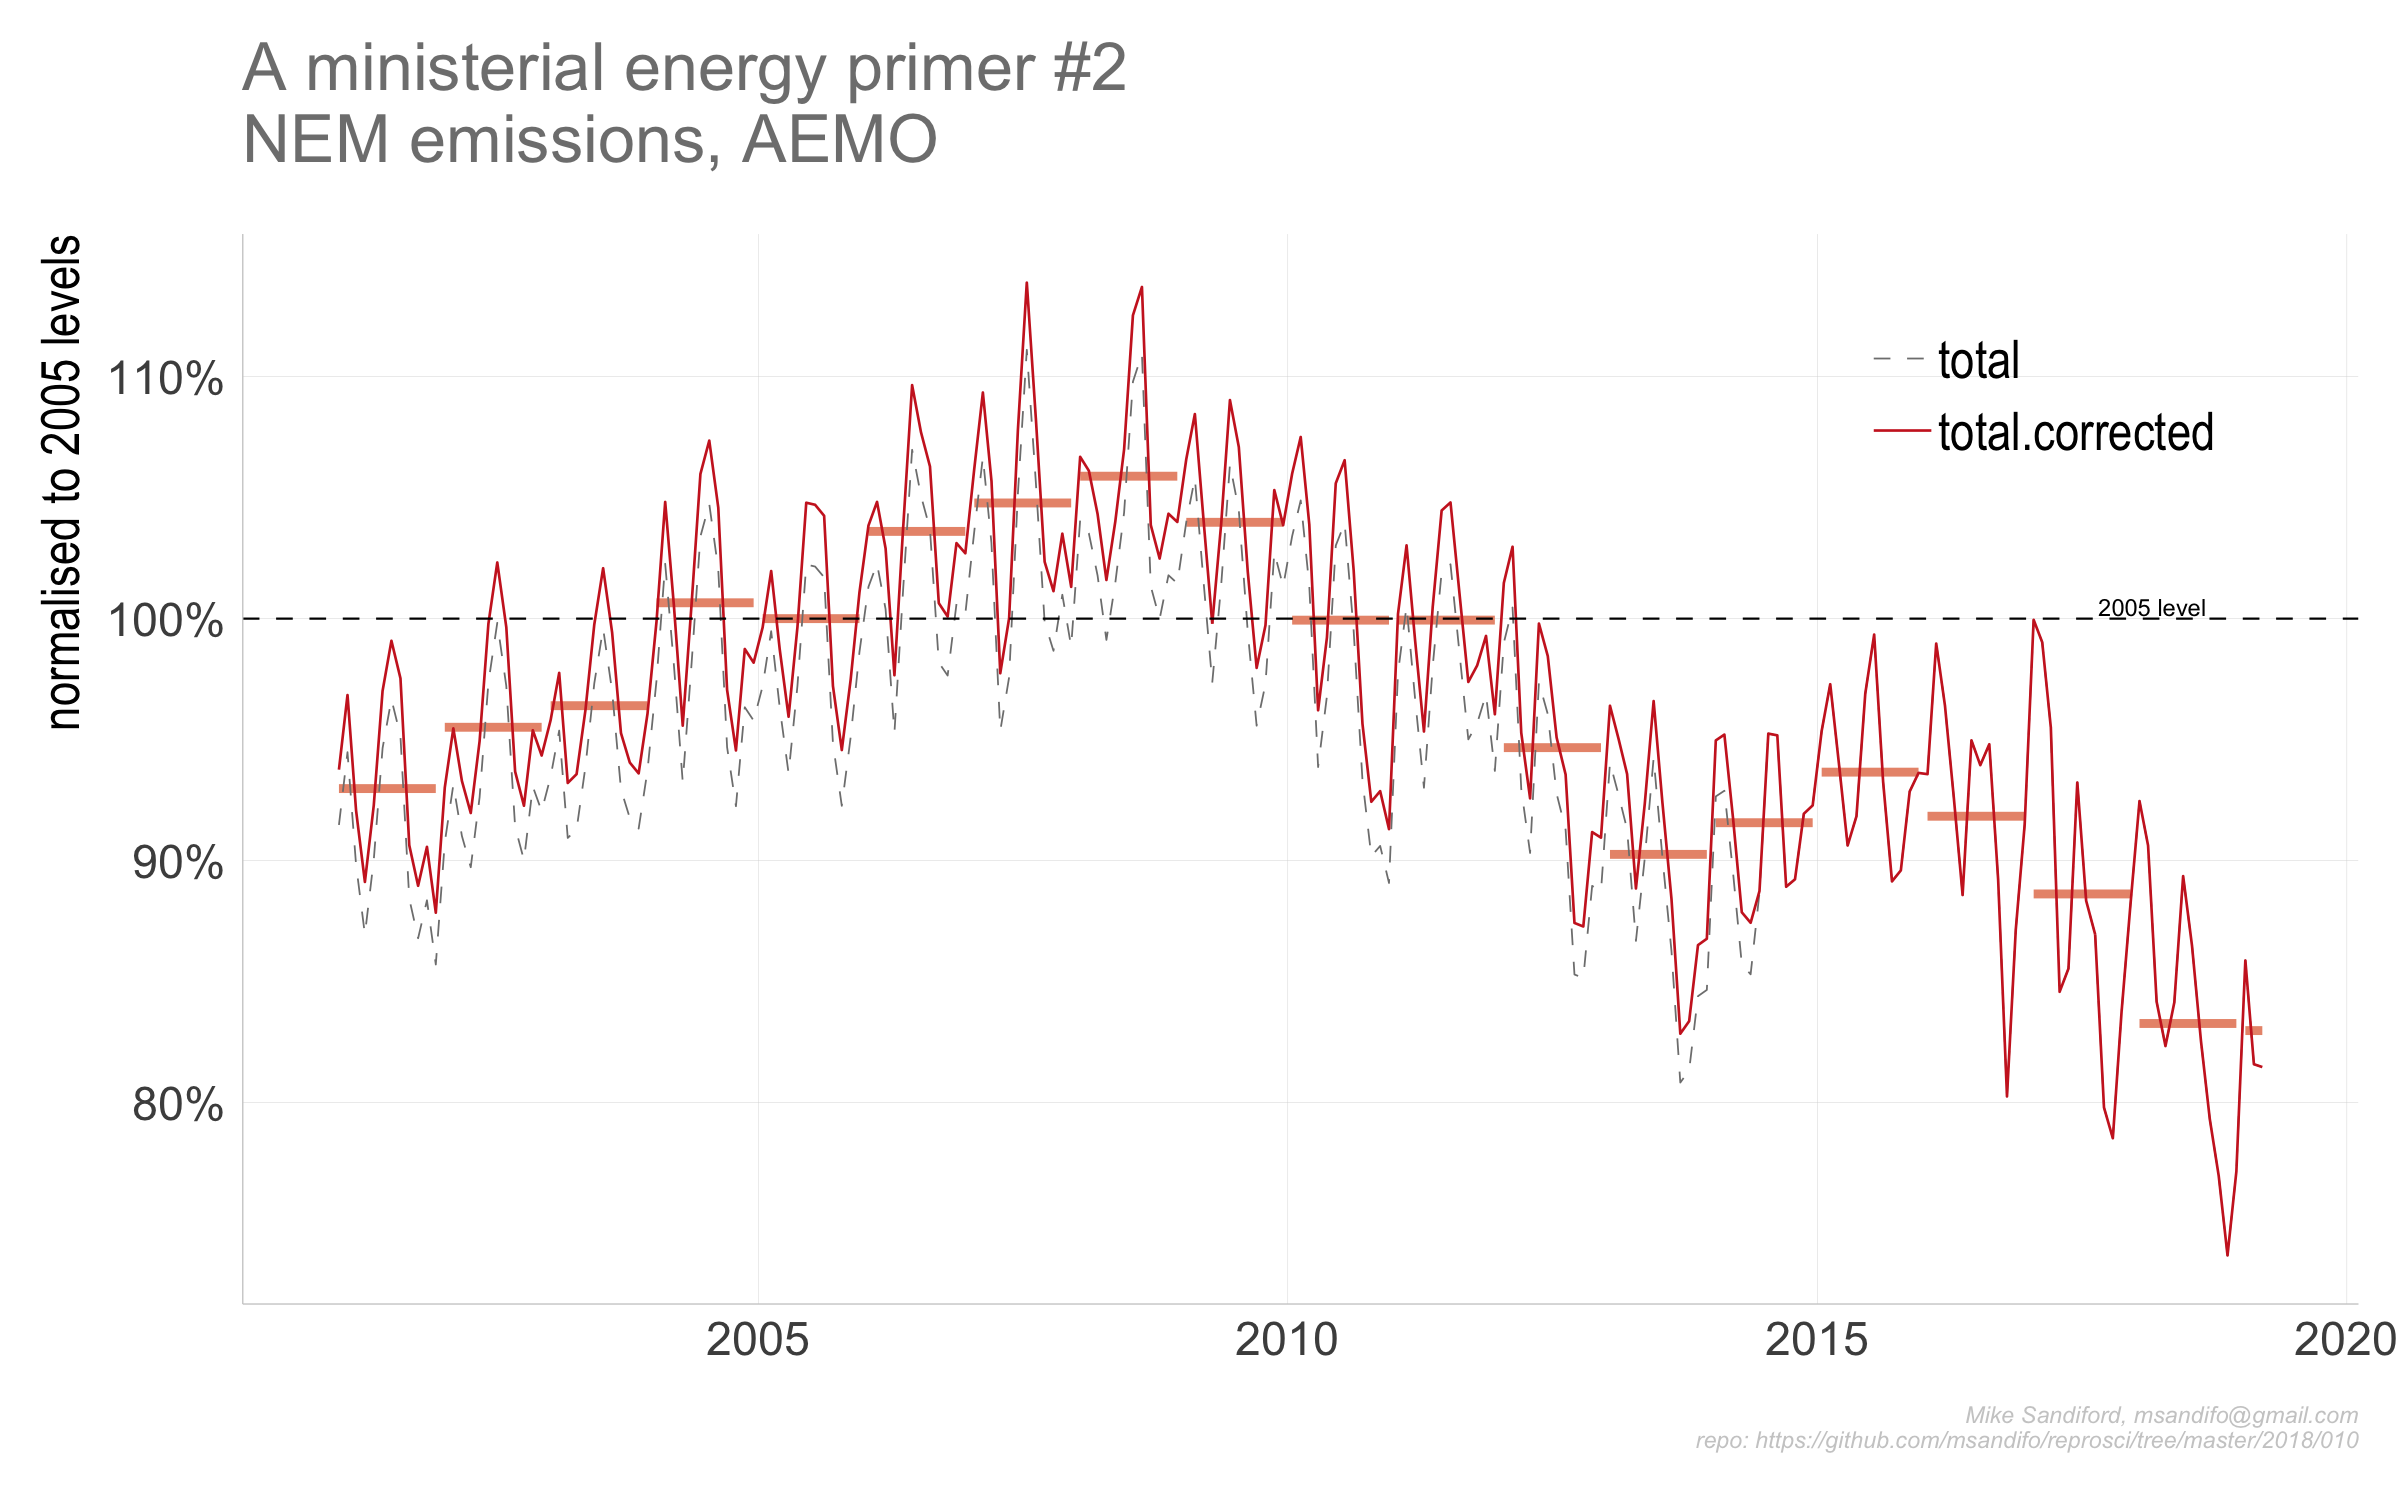 A ministerial energy primer #2
NEM emissions, AEMO
normalised to 2005 levels
110%
100%
90%
80%
total
total.corrected
2005 level
2005
2010
2015
2020
Mike Sandiford, msandifo@gmail.com
repo: https://github.com/msandifo/reprosci/tree/master/2018/010